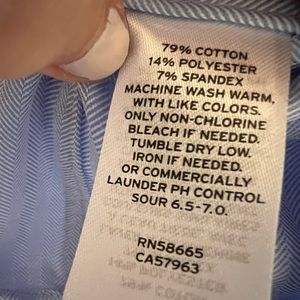 79% COTTON
14% POLYESTER
7% SPANDEX
MACHINE WASH WARM,
WITH LIKE COLORS.
ONLY NON-CHLORINE
BLEACH IF NEEDED.
TUMBLE DRY LOW.
IRON IF NEEDED.
OR COMMERCIALLY
LAUNDER PH CONTROL
SOUR 6.5-7.0.
RN58665
CA57963